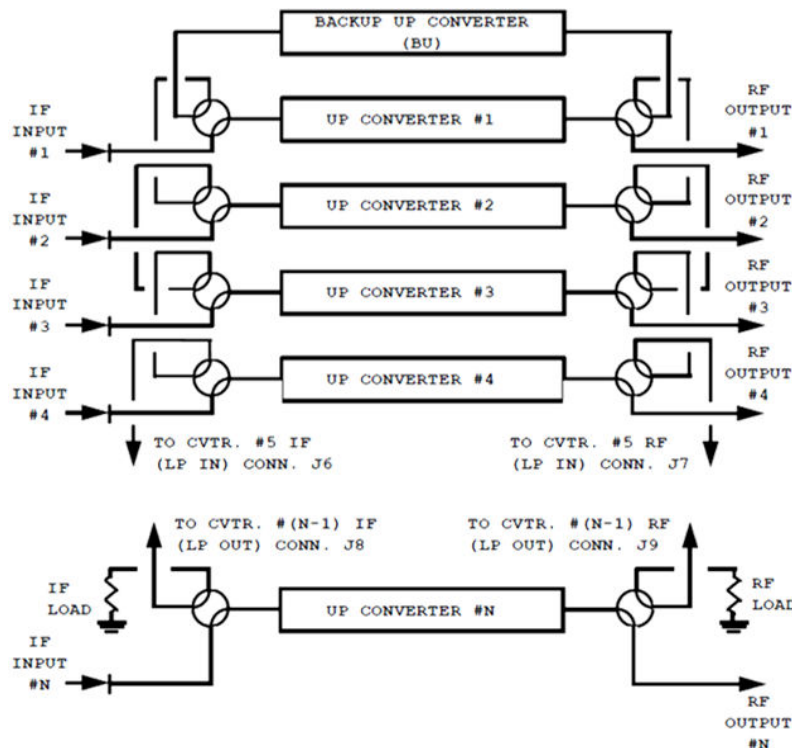 BACKUP UP CONVERTER
(BU)
IF
INPUT
#1
UP CONVERTER #1
RF
OUTPUT
#1
IF
INPUT
#2
UP CONVERTER #2
RF
OUTPUT
#2
IF
INPUT
#3
UP CONVERTER #3
RF
OUTPUT
#3
IF
INPUT
#4
UP CONVERTER #4
RF
OUTPUT
#4
TO CVTR. #5 IF
(LP IN) CONN. J6
TO CVTR. #5 RF
(LP IN) CONN. J7
TO CVTR. #(N-1) IF
(LP OUT) CONN. J8
TO CVTR. #(N-1) RF
(LP OUT) CONN. J9
IF
LOAD
UP CONVERTER #N
RF
LOAD
IF
INPUT
#N
RF
OUTPUT
#N